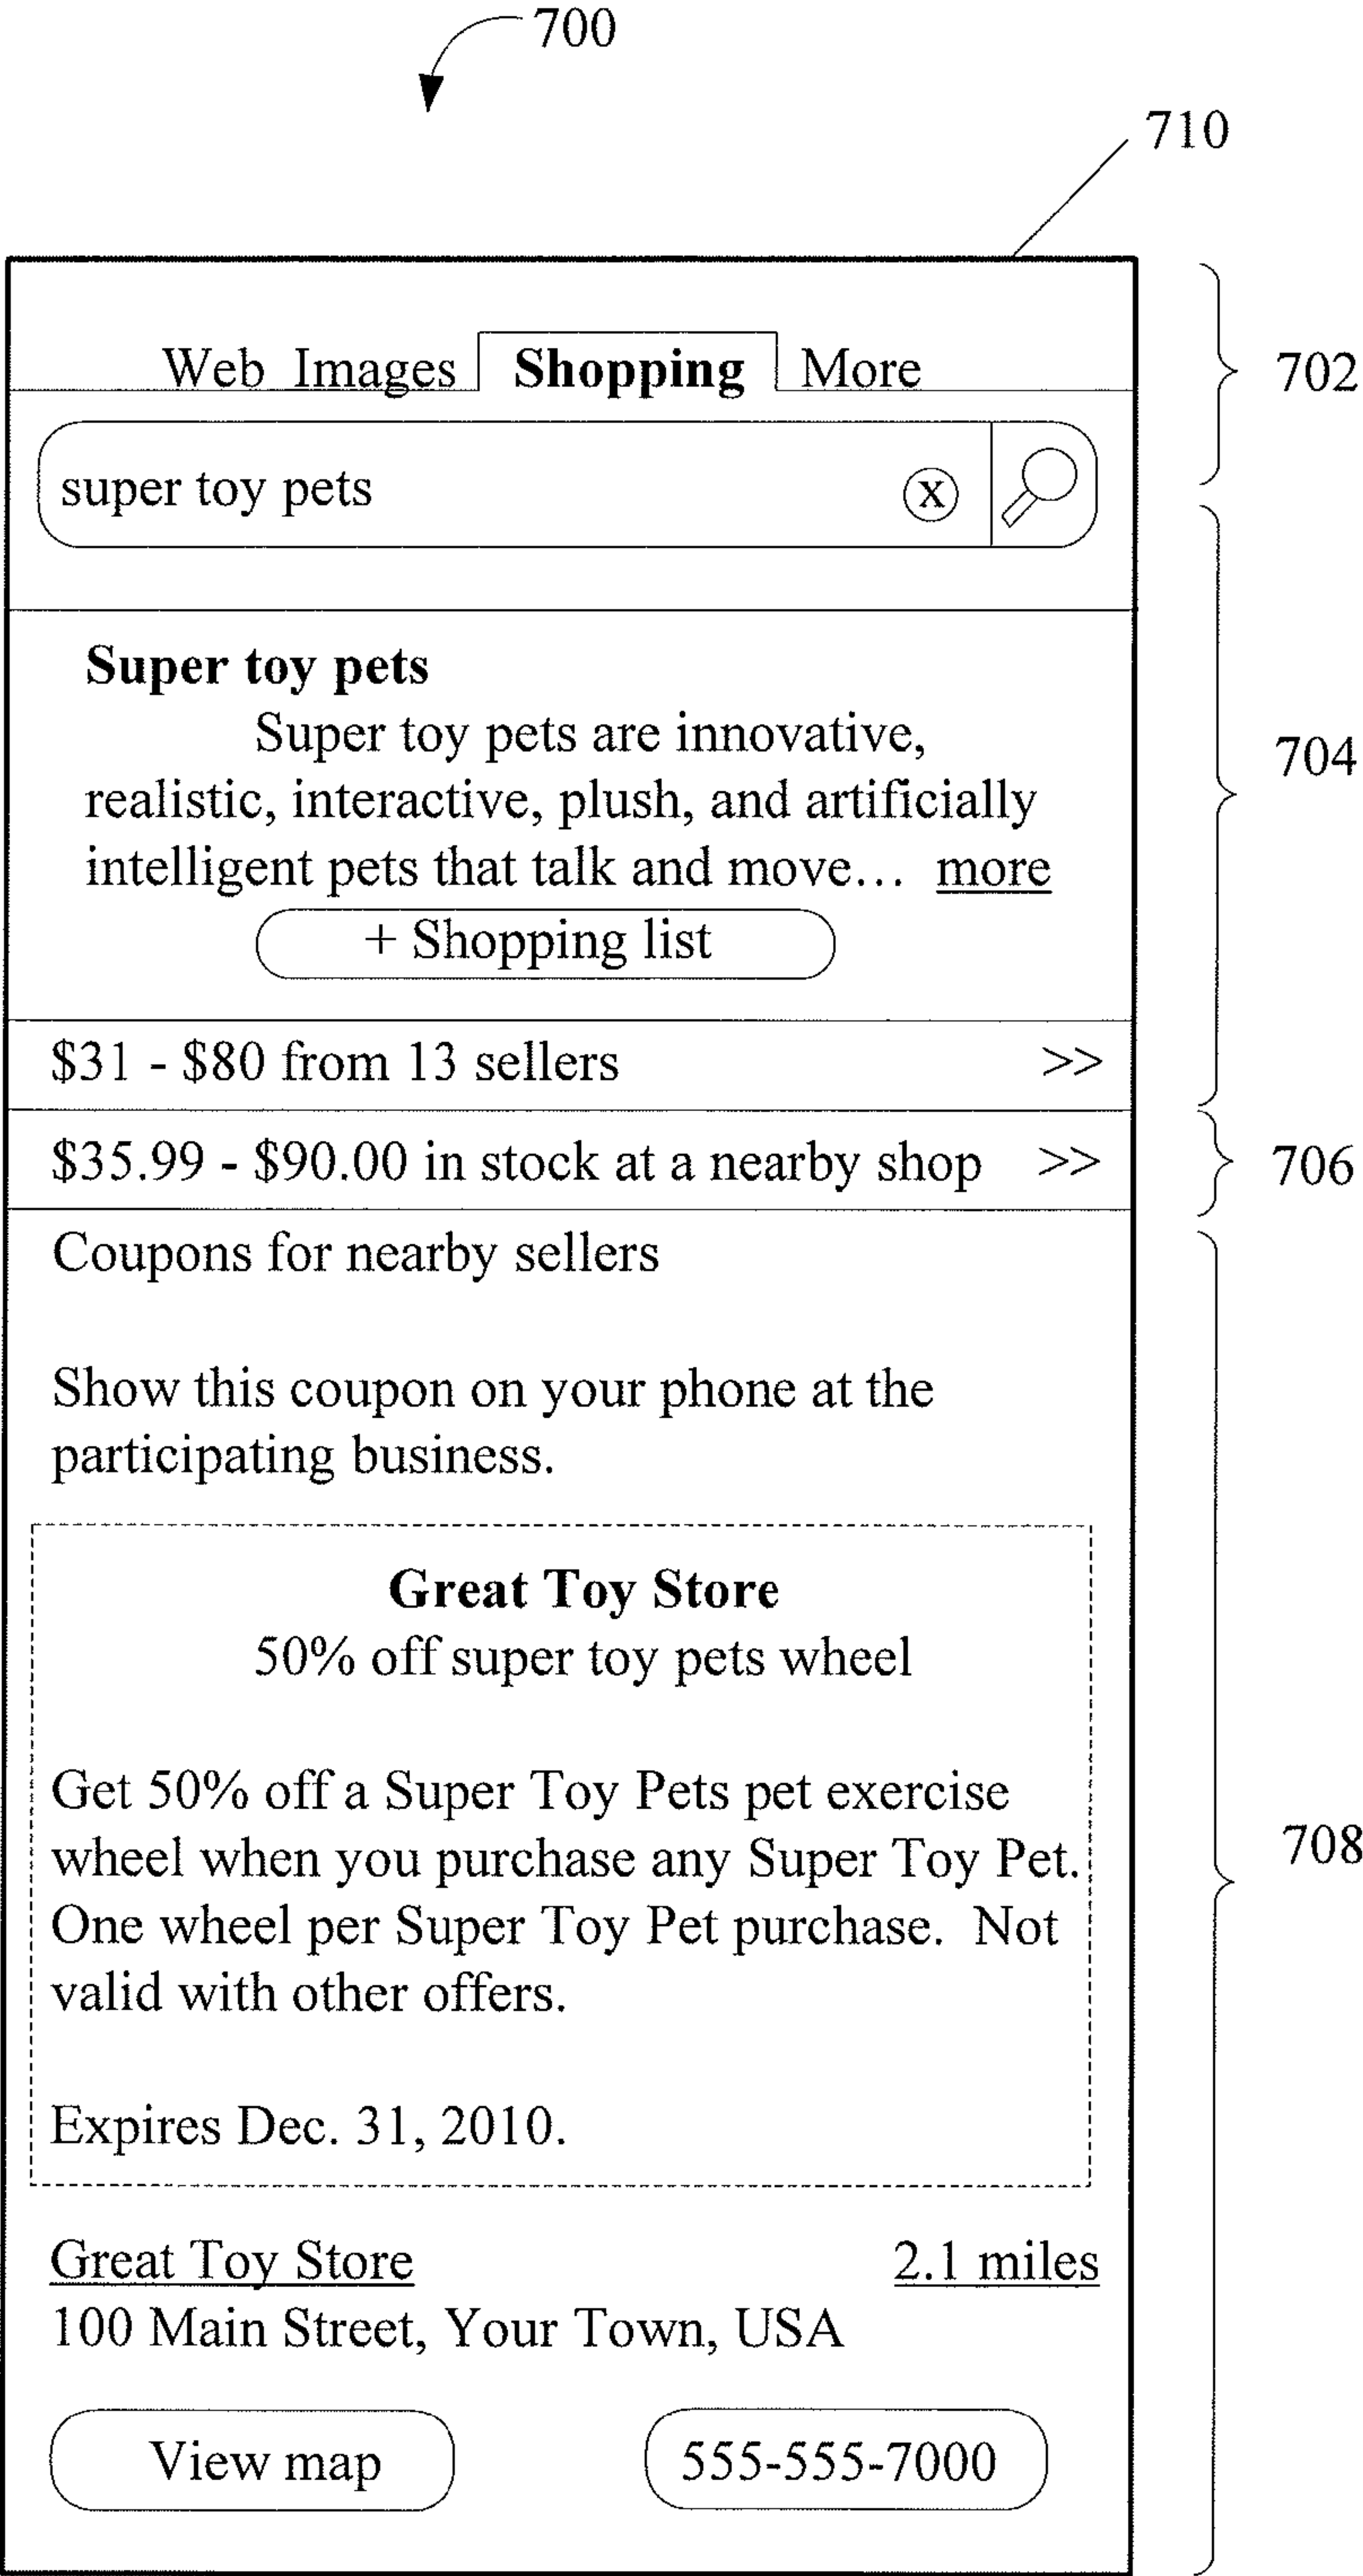 700
710
Web Images Shopping More
702
super toy pets X
Super toy pets
Super toy pets are innovative,
realistic, interactive, plush, and artificially
intelligent pets that talk and move... more
704
+ Shopping list
$31 - $80 from 13 sellers >>
$35.99 - $90.00 in stock at a nearby shop >>
706
Coupons for nearby sellers
Show this coupon on your phone at the
participating business.
Great Toy Store
50% off super toy pets wheel
Get 50% off a Super Toy Pets pet exercise
wheel when you purchase any Super Toy Pet.
One wheel per Super Toy Pet purchase. Not
valid with other offers.
708
Expires Dec. 31, 2010.
Great Toy Store 2.1 miles
100 Main Street, Your Town, USA
View map 555-555-7000